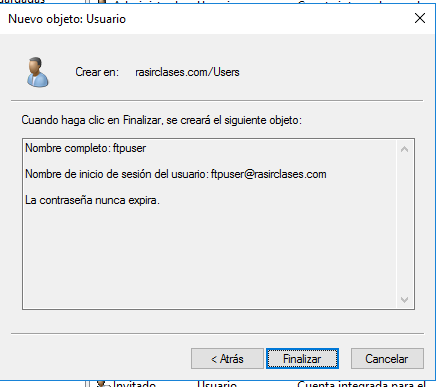 Nuevo objeto: Usuario
Crear en: rasirclases.com/Users
Cuando haga clic en Finalizar, se creará el siguiente objeto:
Nombre completo: ftpuser
Nombre de inicio de sesión del usuario: ftpuser@rasirclases.com
La contraseña nunca expira.
< Atrás Finalizar Cancelar
Invitado Usuario Cuenta integrada para el